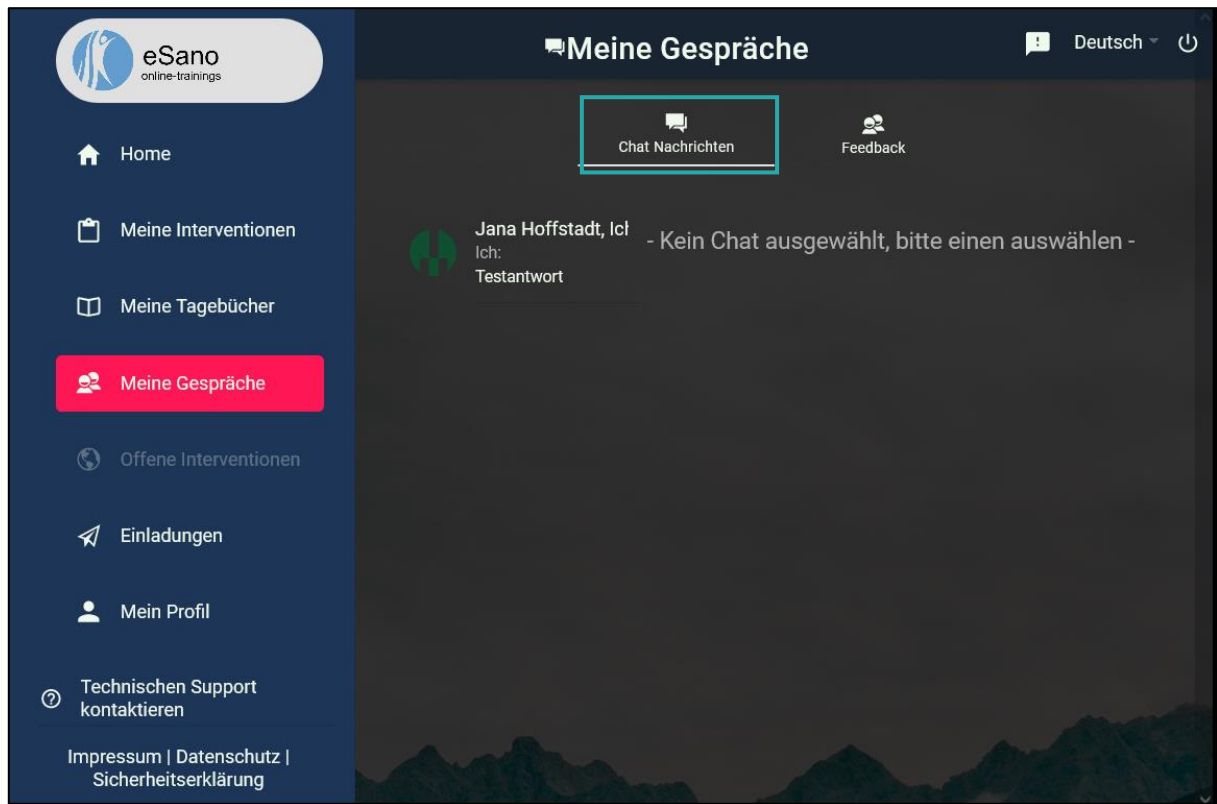 eSano
online-trainings
Meine Gespräche
Deutsch
Home
Meine Interventionen
Meine Tagebücher
Meine Gespräche
Offene Interventionen
Einladungen
Mein Profil
Technischen Support
kontaktieren
Impressum | Datenschutz |
Sicherheitserklärung
Chat Nachrichten
Feedback
Jana Hoffstadt, Ich
Ich:
Testantwort
- Kein Chat ausgewählt, bitte einen auswählen -